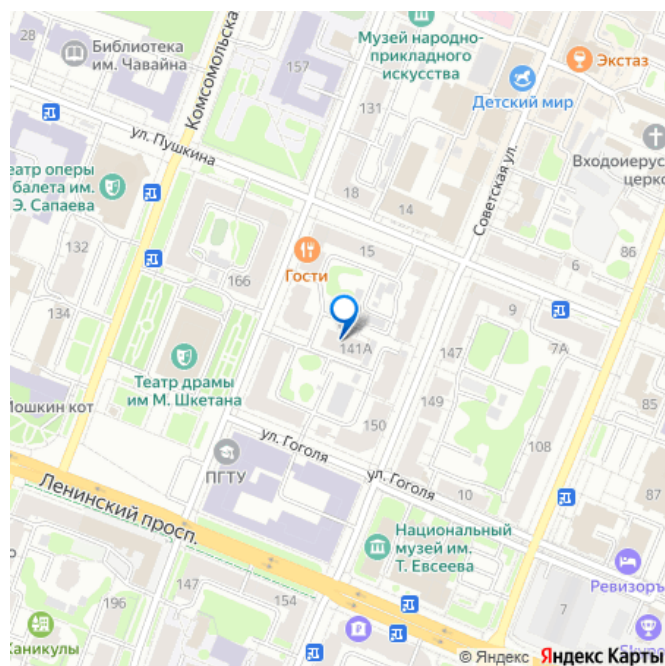 28
Библиотека
им. Чавайна
Комсомольска
157
Музей народно-
прикладного
искусства
131
Экстаз
Детский мир
ул. Пушкина
Театр оперы
балета им.
Э. Сапаева
18
14
Советская ул.
Входоиерус
церко
132
166
Гости
15
6
86
134
9
141А
147
7А
Театр драмы
им М. Шкетана
Йошкин кот
149
150
85
108
ул. Гоголя
ПГТУ
ул. Гоголя
10
87
Ленинский просп.
Национальный
музей им.
Т. Евсеева
Ревизоръ
147
196
154
7
Каникулы
© Яндекс Яндекс Карты